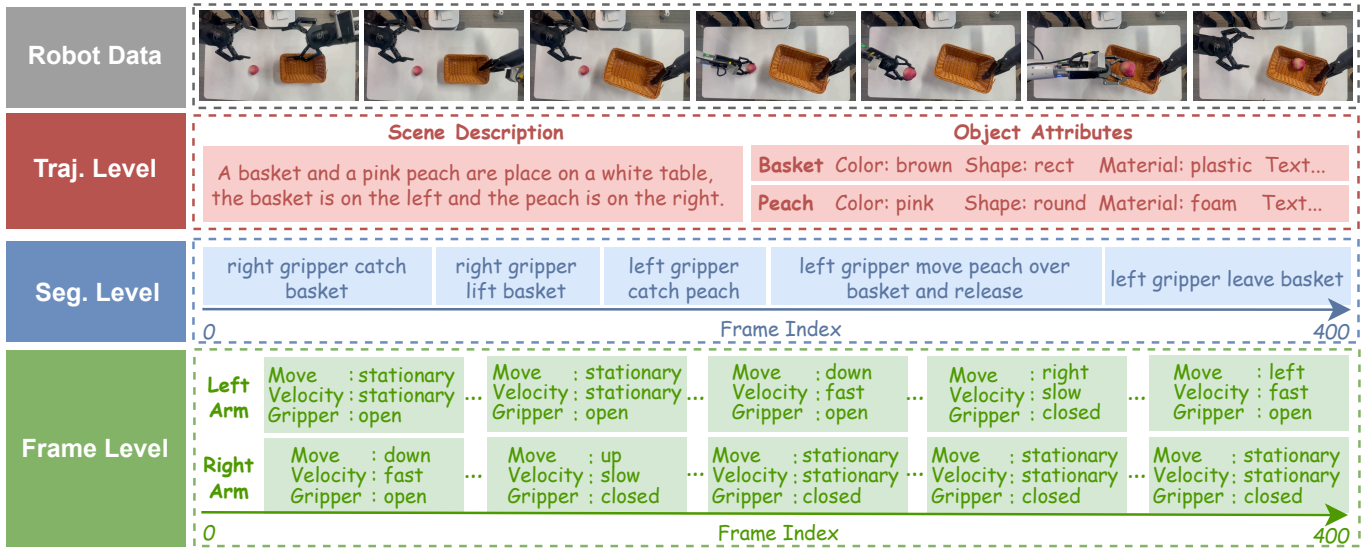 Robot Data
Traj. Level
Scene Description
A basket and a pink peach are place on a white table,
the basket is on the left and the peach is on the right.
Object Attributes
Basket Color: brown Shape: rect Material: plastic Text...
Peach Color: pink Shape: round Material: foam Text...
Seg. Level
right gripper catch
basket
right gripper
lift basket
left gripper
catch peach
left gripper move peach over
basket and release
left gripper leave basket
0
Frame Index
400
Frame Level
Left
Arm
Move : stationary
Velocity : stationary
Gripper : open
...
Move : stationary
Velocity : stationary
Gripper : open
...
Move : down
Velocity : fast
Gripper : open
...
Move : right
Velocity : slow
Gripper : closed
...
Move : left
Velocity : fast
Gripper : open
Right
Arm
Move : down
Velocity : fast
Gripper : open
...
Move : up
Velocity : slow
Gripper : closed
...
Move : stationary
Velocity : stationary
Gripper : closed
...
Move : stationary
Velocity : stationary
Gripper : closed
...
Move : stationary
Velocity : stationary
Gripper : closed
0
Frame Index
400